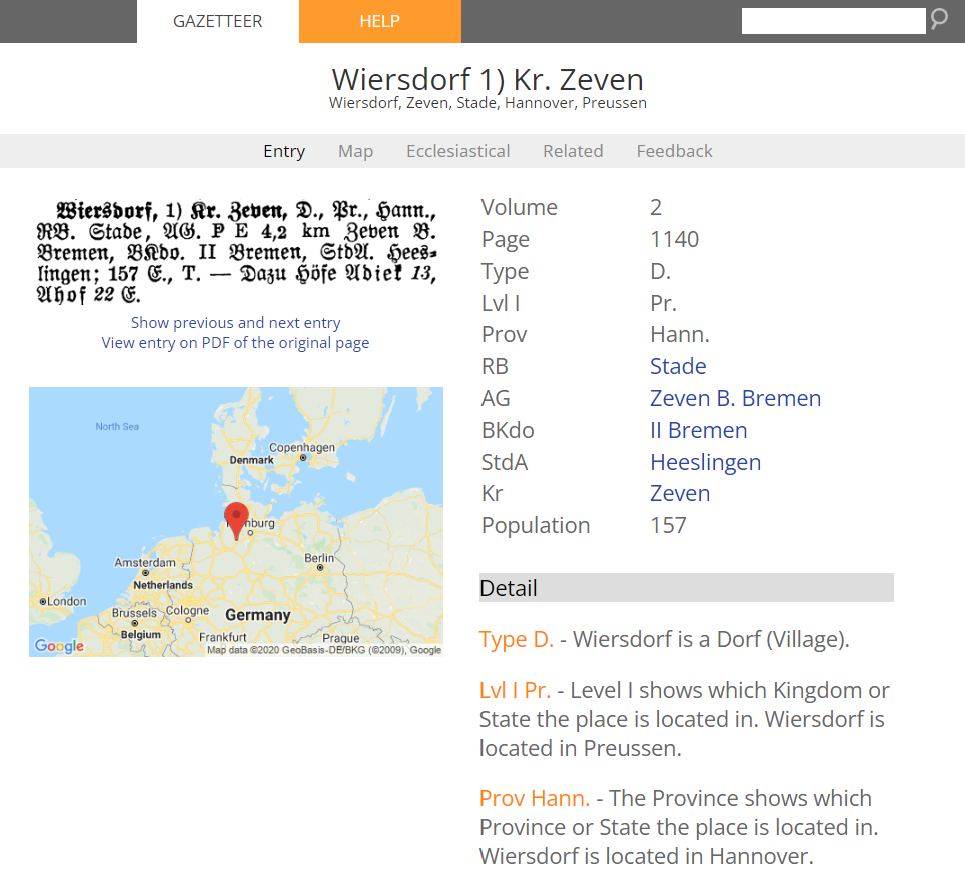 GAZETTEER
HELP
Wiersdorf 1) Kr. Zeven
Wiersdorf, Zeven, Stade, Hannover, Preussen
Entry Map Ecclesiastical Related Feedback
Wiersdorf, 1) Kr. Zeven, D., Pr., Hann.,
RB. Stade, AG. P E 4,2 km Zeven B.
Bremen, BKdo. II Bremen, StdA. Hees-
lingen; 157 E., T. — Dazu Höfe Adiek 13,
Ahof 22 E.
Show previous and next entry
View entry on PDF of the original page
North Sea
Copenhagen
Denmark
nburg
Berlin
Amsterdam
Netherlands
London
Brussels
Cologne
Belgium
Germany
Frankfurt
Prague
Google
Map data ©2020 GeoBasis-DE/BKG (©2009), Google
Volume 2
Page 1140
Type D.
Lvl I Pr.
Prov Hann.
RB Stade
AG Zeven B. Bremen
BKdo II Bremen
StdA Heeslingen
Kr Zeven
Population 157
Detail
Type D. - Wiersdorf is a Dorf (Village).
Lvl I Pr. - Level I shows which Kingdom or
State the place is located in. Wiersdorf is
located in Preussen.
Prov Hann. - The Province shows which
Province or State the place is located in.
Wiersdorf is located in Hannover.